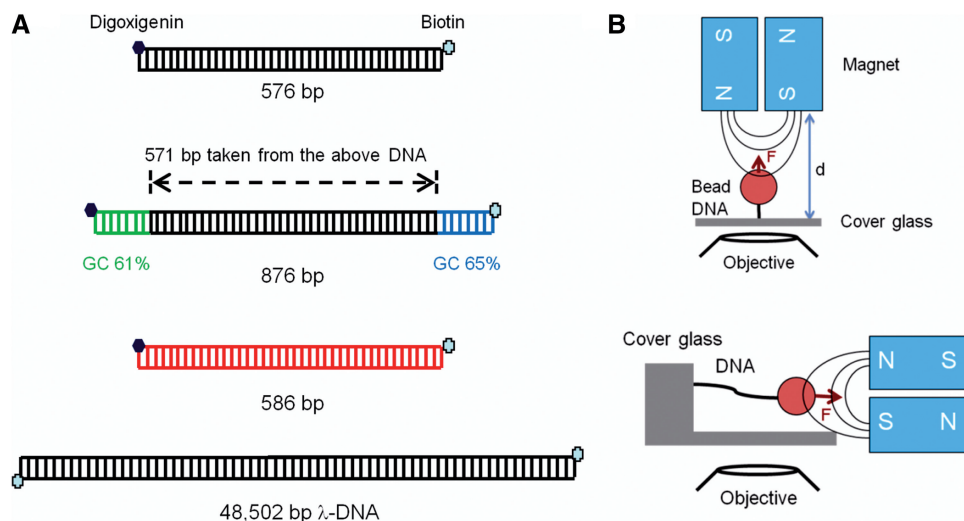 A
Digoxigenin
Biotin
576 bp
571 bp taken from the above DNA
GC 61%
GC 65%
876 bp
586 bp
48,502 bp λ-DNA
B
S N
N S
Magnet
F
d
Bead
DNA
Cover glass
Objective
Cover glass
DNA
N S
F
S N
Objective